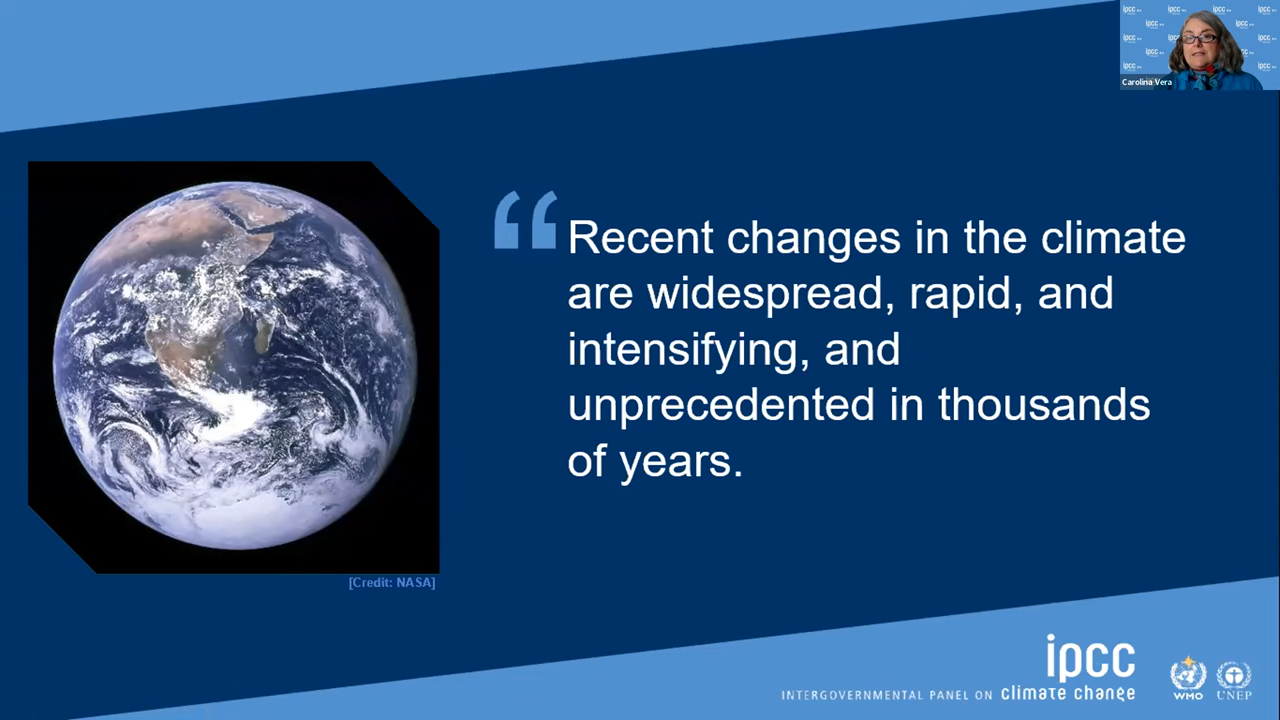 Carolina Vera
“
Recent changes in the climate
are widespread, rapid, and
intensifying, and
unprecedented in thousands
of years.
[Credit: NASA]
ipcc
INTERGOVERNMENTAL PANEL ON climate change
WMO
UNEP